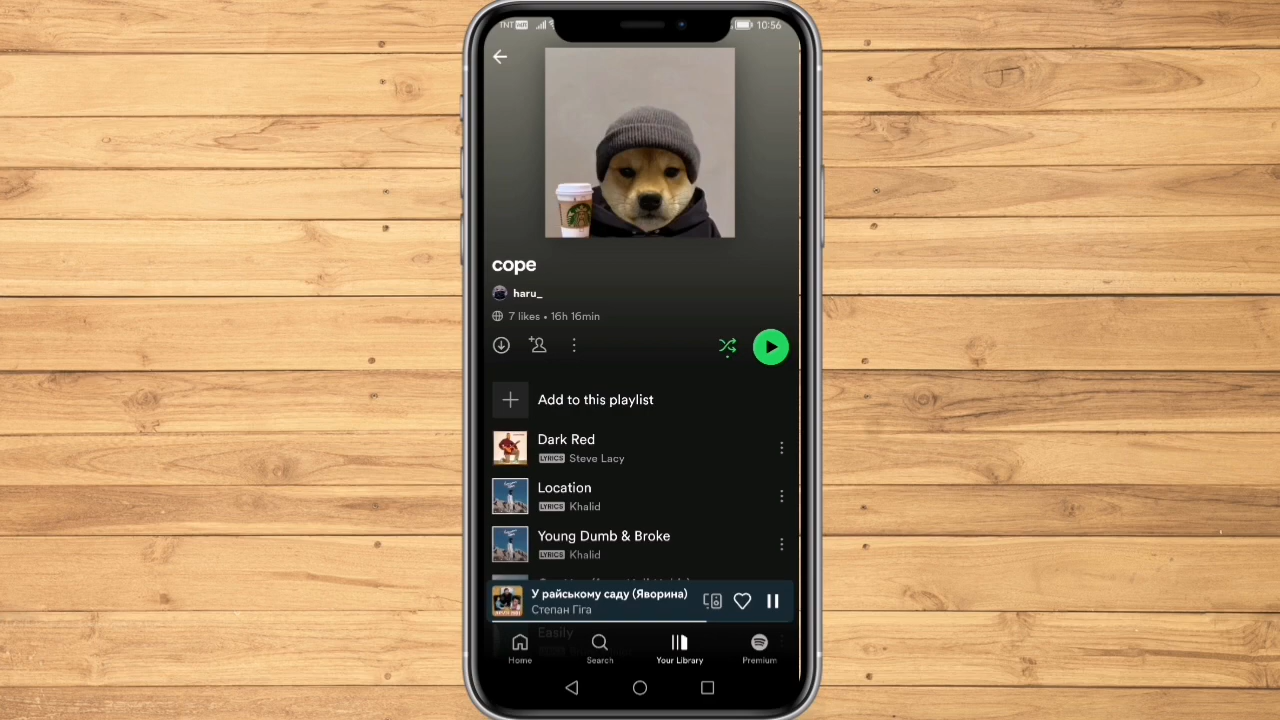 TNT 10:56
cope
haru_
7 likes • 16h 16min
Add to this playlist
Dark Red
LYRICS Steve Lacy
Location
LYRICS Khalid
Young Dumb & Broke
LYRICS Khalid
У райському саду (Яворина)
Степан Гіга
Easily
Home Search Your Library Premium